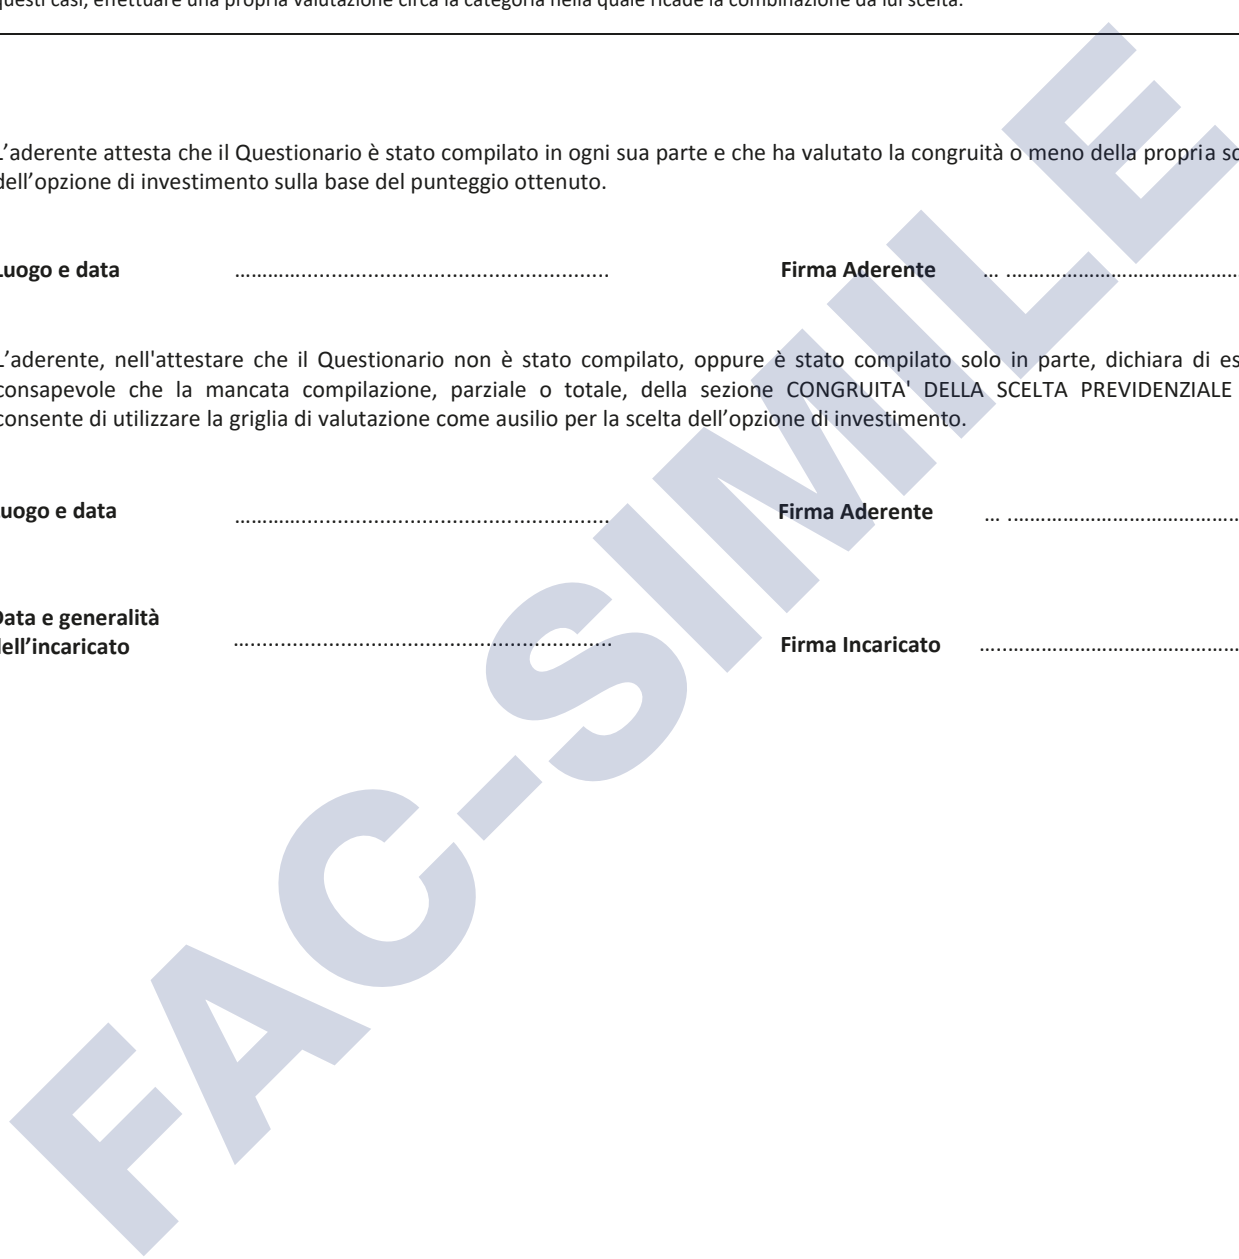 questi casi, effettuare una propria valutazione circa la categoria nella quale ricade la combinazione da lui scelta.
L'aderente attesta che il Questionario è stato compilato in ogni sua parte e che ha valutato la congruità o meno della propria
dell'opzione di investimento sulla base del punteggio ottenuto.
Luogo e data ............................................................ Firma Aderente ... ............................................
L'aderente, nell'attestare che il Questionario non è stato compilato, oppure è stato compilato solo in parte, dichiara di
consapevole che la mancata compilazione, parziale o totale, della sezione CONGRUITA' DELLA SCELTA PREVIDENZIALE
consente di utilizzare la griglia di valutazione come ausilio per la scelta dell'opzione di investimento.
Luogo e data ............................................................ Firma Aderente ... ............................................
Data e generalità
dell'incaricato ............................................................ Firma Incaricato ............................................
FAC-SIMILE